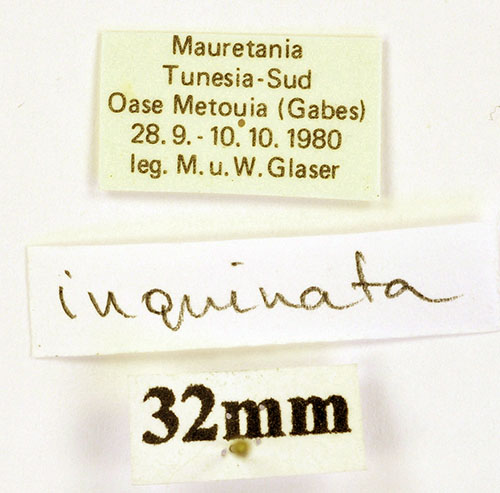 Mauretania
Tunesia-Sud
Oase Metouia (Gabes)
28.9.-10.10.1980
leg. M.u.W.Glaser
inquinata
32mm